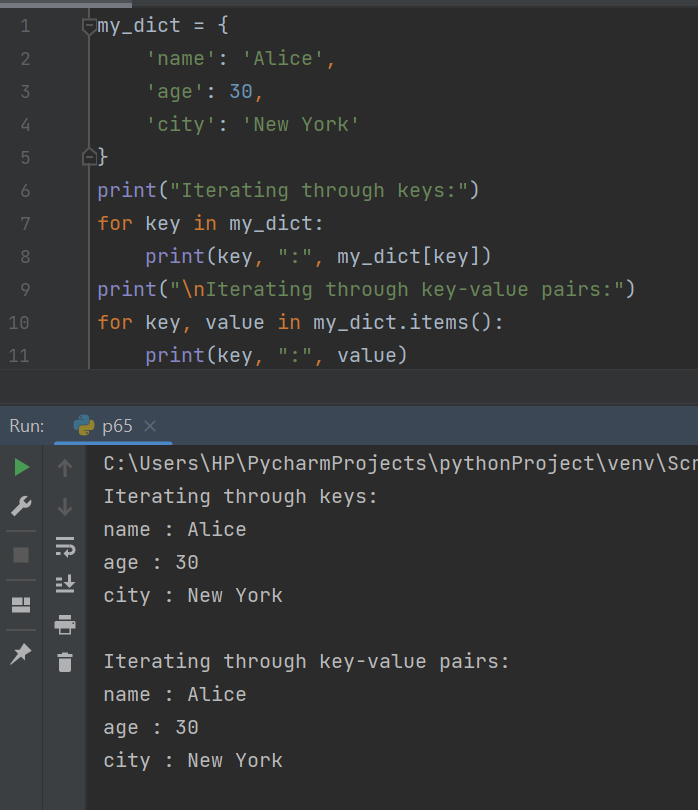 1 my_dict = {
2     'name': 'Alice',
3     'age': 30,
4     'city': 'New York'
5 }
6 print("Iterating through keys:")
7 for key in my_dict:
8     print(key, ":", my_dict[key])
9 print("\nIterating through key-value pairs:")
10 for key, value in my_dict.items():
11     print(key, ":", value)
Run: p65
C:\Users\HP\PycharmProjects\pythonProject\venv\Scr
Iterating through keys:
name : Alice
age : 30
city : New York

Iterating through key-value pairs:
name : Alice
age : 30
city : New York